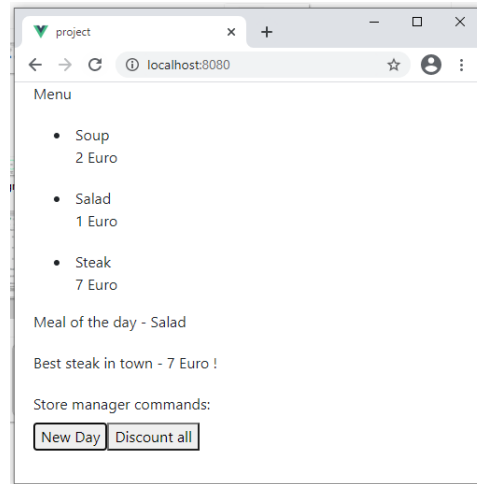 project
localhost:8080
Menu
Soup
2 Euro
Salad
1 Euro
Steak
7 Euro
Meal of the day - Salad
Best steak in town - 7 Euro !
Store manager commands:
New Day Discount all